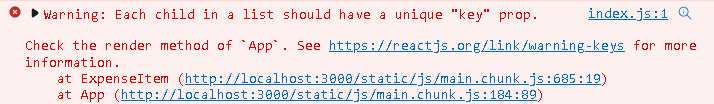 Warning: Each child in a list should have a unique "key" prop. index.js:1
Check the render method of `App`. See https://reactjs.org/link/warning-keys for more
information.
at ExpenseItem (http://localhost:3000/static/js/main.chunk.js:685:19)
at App (http://localhost:3000/static/js/main.chunk.js:184:89)